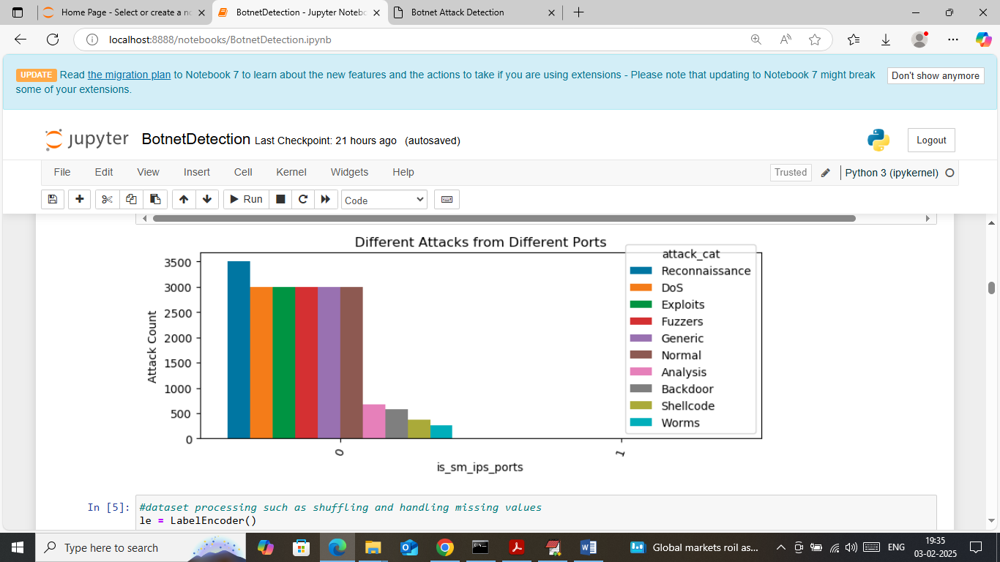 Home Page - Select or create a n
BotnetDetection - Jupyter Noteb
Botnet Attack Detection
localhost:8888/notebooks/BotnetDetection.ipynb
UPDATE Read the migration plan to Notebook 7 to learn about the new features and the actions to take if you are using extensions - Please note that updating to Notebook 7 might break
some of your extensions.
Don't show anymore
jupyter BotnetDetection Last Checkpoint: 21 hours ago (autosaved)
Logout
File Edit View Insert Cell Kernel Widgets Help
Trusted
Python 3 (ipykernel)
Run
Code
Different Attacks from Different Ports
attack_cat
Reconnaissance
DoS
Exploits
Fuzzers
Generic
Normal
Analysis
Backdoor
Shellcode
Worms
3500
3000
2500
2000
1500
1000
500
0
Attack Count
0
1
is_sm_ips_ports
In [5]:
#dataset processing such as shuffling and handling missing values
le = LabelEncoder()
Type here to search
Global markets roil as...
ENG
19:35
03-02-2025